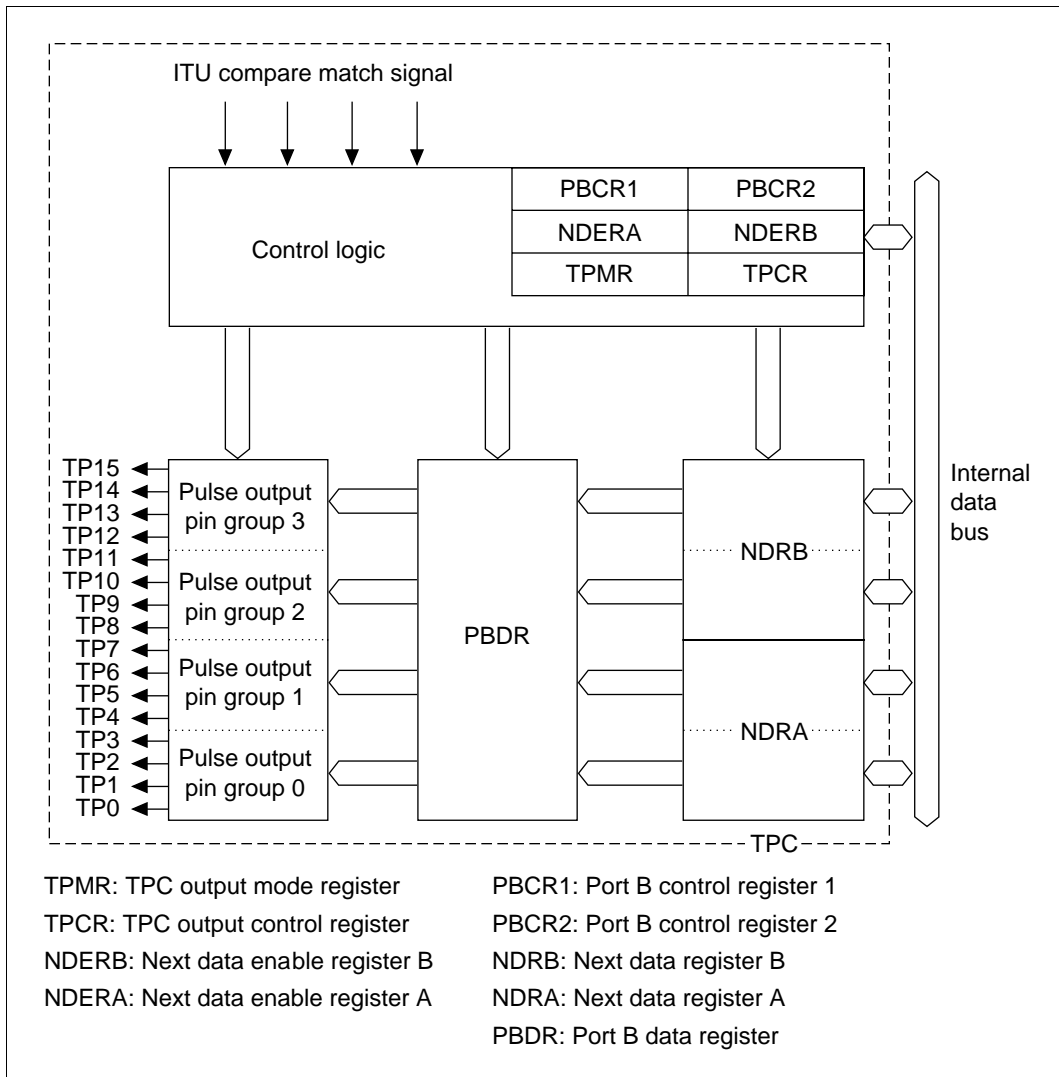 ITU compare match signal
PBCR1
PBCR2
Control logic
NDERA
NDERB
TPMR
TPCR
Internal
data
bus
TP15
TP14
TP13
TP12
TP11
TP10
TP9
TP8
TP7
TP6
TP5
TP4
TP3
TP2
TP1
TP0
Pulse output
pin group 3
Pulse output
pin group 2
Pulse output
pin group 1
Pulse output
pin group 0
PBDR
NDRB
NDRA
TPC
TPMR: TPC output mode register
TPCR: TPC output control register
NDERB: Next data enable register B
NDERA: Next data enable register A
PBCR1: Port B control register 1
PBCR2: Port B control register 2
NDRB: Next data register B
NDRA: Next data register A
PBDR: Port B data register